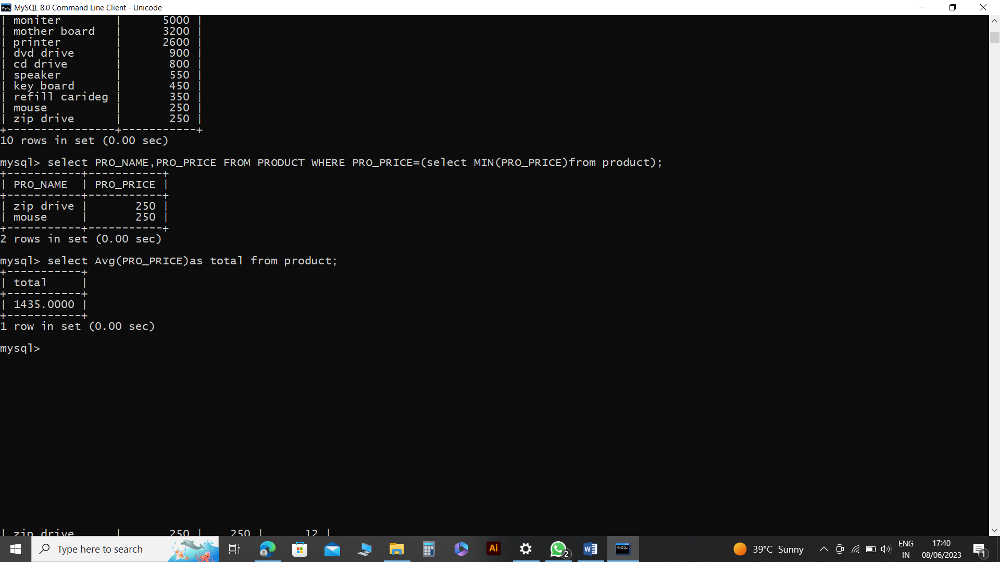 MySQL 8.0 Command Line Client - Unicode
| moniter         |      5000 |
| mother board   |      3200 |
| printer        |      2600 |
| dvd drive      |       900 |
| cd drive       |       800 |
| speaker        |       550 |
| key board      |       450 |
| refill carideg |       350 |
| mouse          |       250 |
| zip drive      |       250 |
+----------------+-----------+
10 rows in set (0.00 sec)
mysql> select PRO_NAME,PRO_PRICE FROM PRODUCT WHERE PRO_PRICE=(select MIN(PRO_PRICE)from product);
+-----------+-----------+
| PRO_NAME  | PRO_PRICE |
+-----------+-----------+
| zip drive |       250 |
| mouse     |       250 |
+-----------+-----------+
2 rows in set (0.00 sec)
mysql> select Avg(PRO_PRICE)as total from product;
+-----------+
| total     |
+-----------+
| 1435.0000 |
+-----------+
1 row in set (0.00 sec)
mysql>
| zip drive      |       250 |    250 |      12 |
Type here to search
Ai
2
W
MySQL
39°C Sunny
ENG
IN
17:40
08/06/2023
1